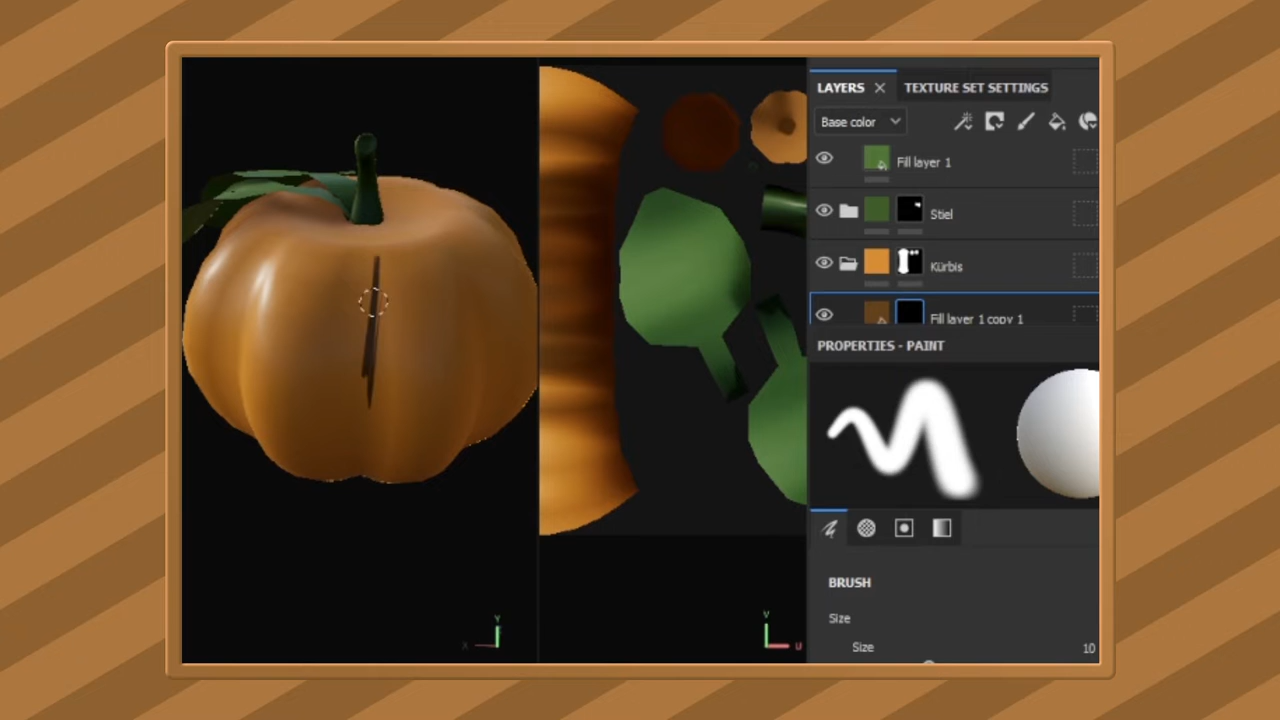 LAYERS TEXTURE SET SETTINGS
Base color
Fill layer 1
Stiel
Kürbis
Fill layer 1 copy 1
PROPERTIES - PAINT
BRUSH
Size
Size 10
Y
X
V
U